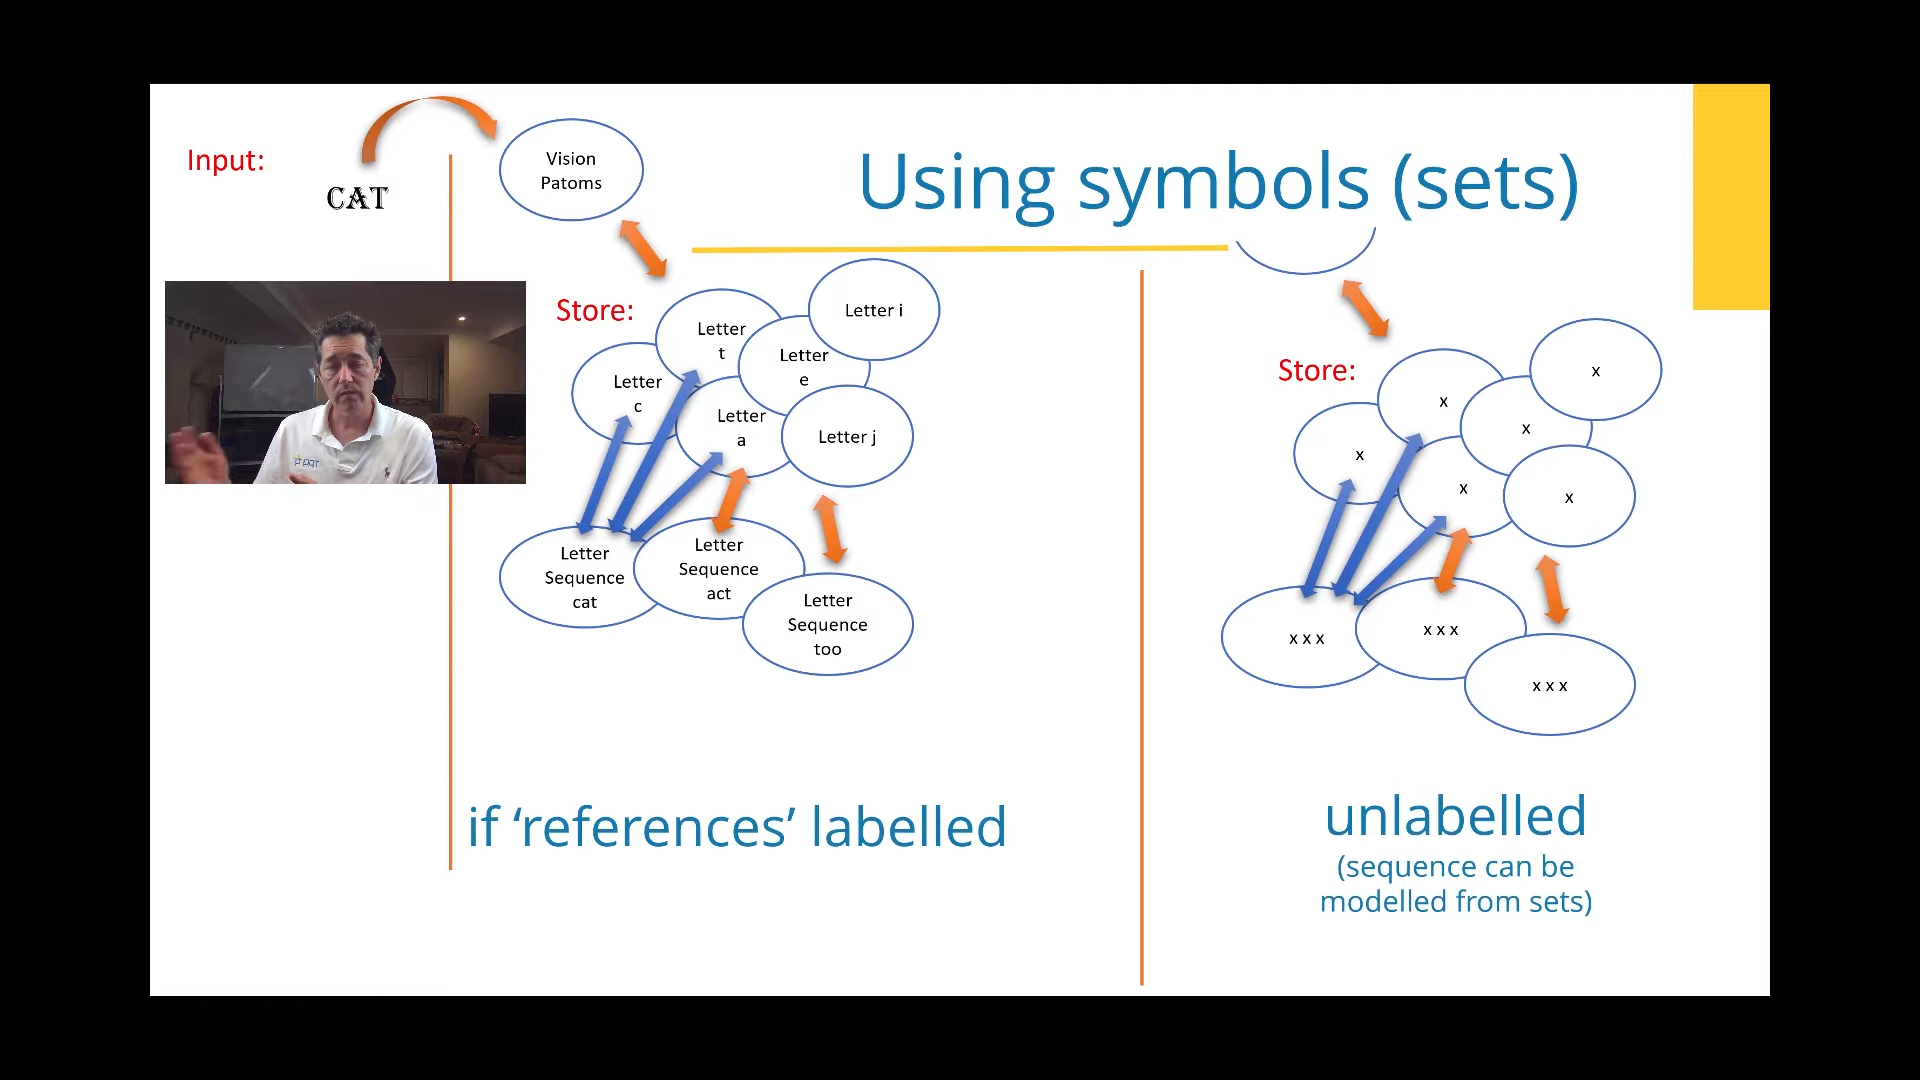 Using symbols (sets)
Input:
CAT
Vision
Patoms
Store:
Letter
t
Letter i
Letter
e
Letter
c
Letter
a
Letter j
Letter
Sequence
cat
Letter
Sequence
act
Letter
Sequence
too
if ‘references’ labelled
Store:
x
x
x
x
x
x
x x x
x x x
x x x
unlabelled
(sequence can be
modelled from sets)